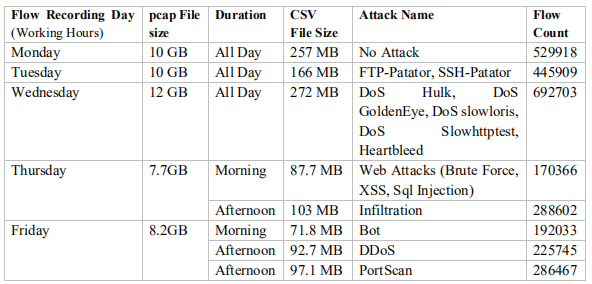 Flow Recording Day pcap File Duration CSV Attack Name Flow
(Working Hours) size File Size Count
Monday 10 GB All Day 257 MB No Attack 529918
Tuesday 10 GB All Day 166 MB FTP-Patator, SSH-Patator 445909
Wednesday 12 GB All Day 272 MB DoS Hulk, DoS 692703
GoldenEye, DoS slowloris,
DoS Slowhttptest,
Heartbleed
Thursday 7.7GB Morning 87.7 MB Web Attacks (Brute Force, 170366
XSS, Sql Injection)
Afternoon 103 MB Infiltration 288602
Friday 8.2GB Morning 71.8 MB Bot 192033
Afternoon 92.7 MB DDoS 225745
Afternoon 97.1 MB PortScan 286467